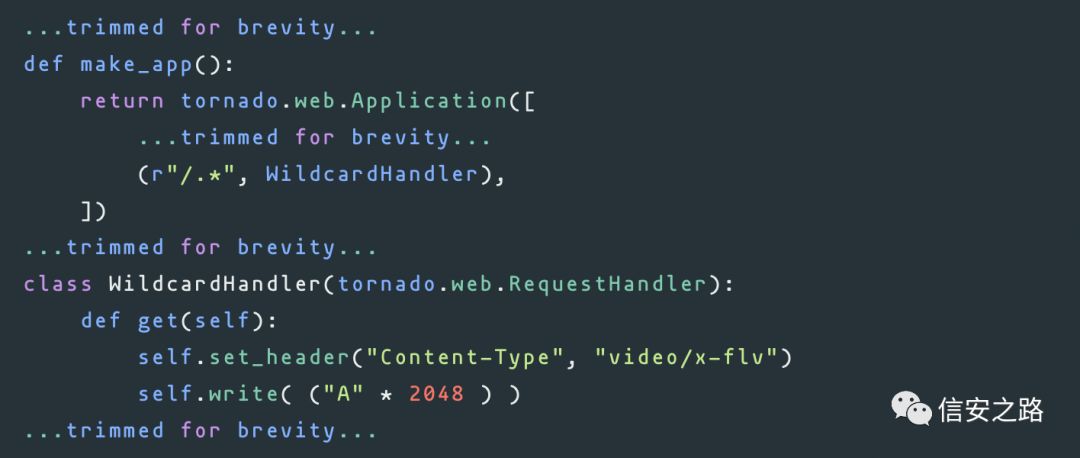 ...trimmed for brevity...
def make_app():
    return tornado.web.Application([
        ...trimmed for brevity...
        (r"/.*", WildcardHandler),
    ])
...trimmed for brevity...
class WildcardHandler(tornado.web.RequestHandler):
    def get(self):
        self.set_header("Content-Type", "video/x-flv")
        self.write( ("A" * 2048 ) )
...trimmed for brevity...
信安之路